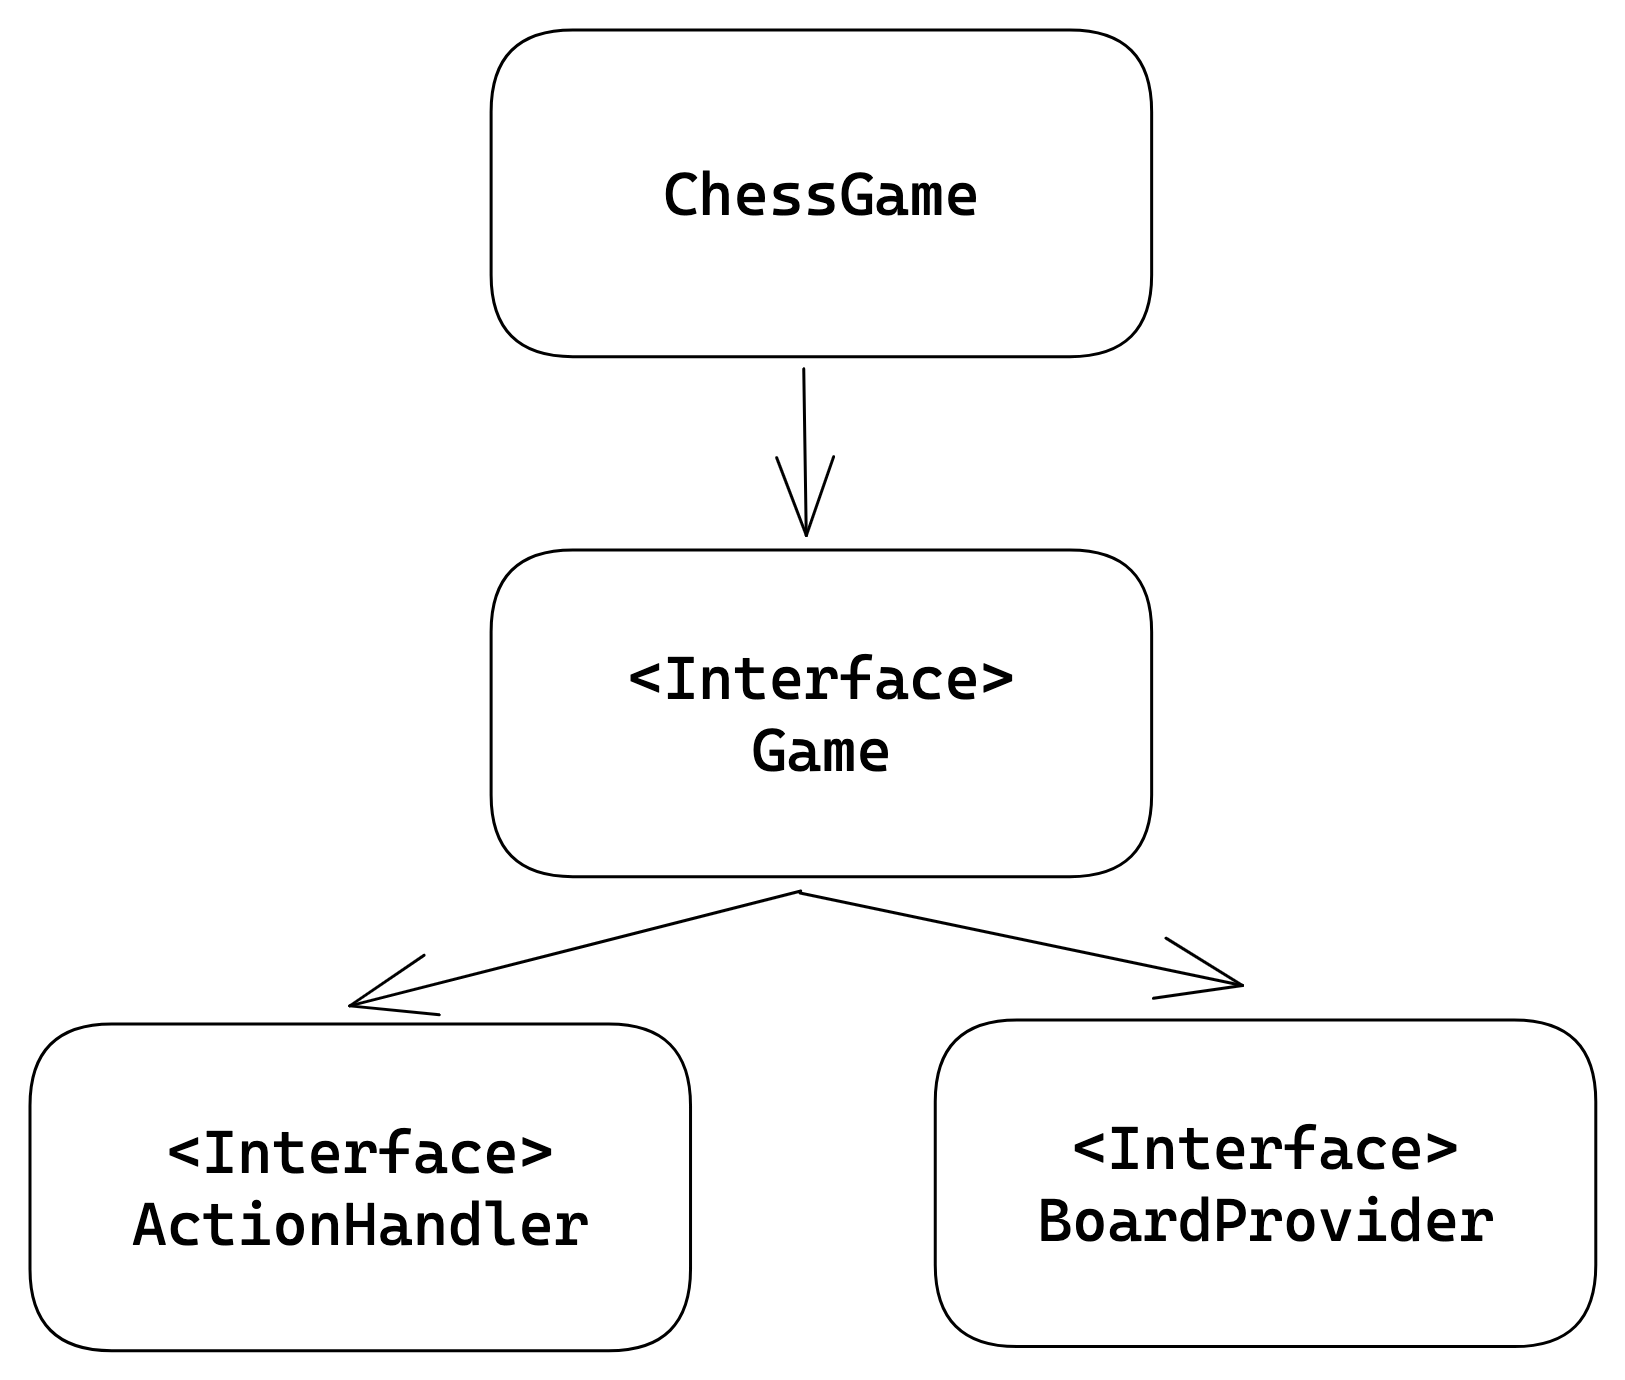 ChessGame
<Interface>
Game
<Interface>
ActionHandler
<Interface>
BoardProvider